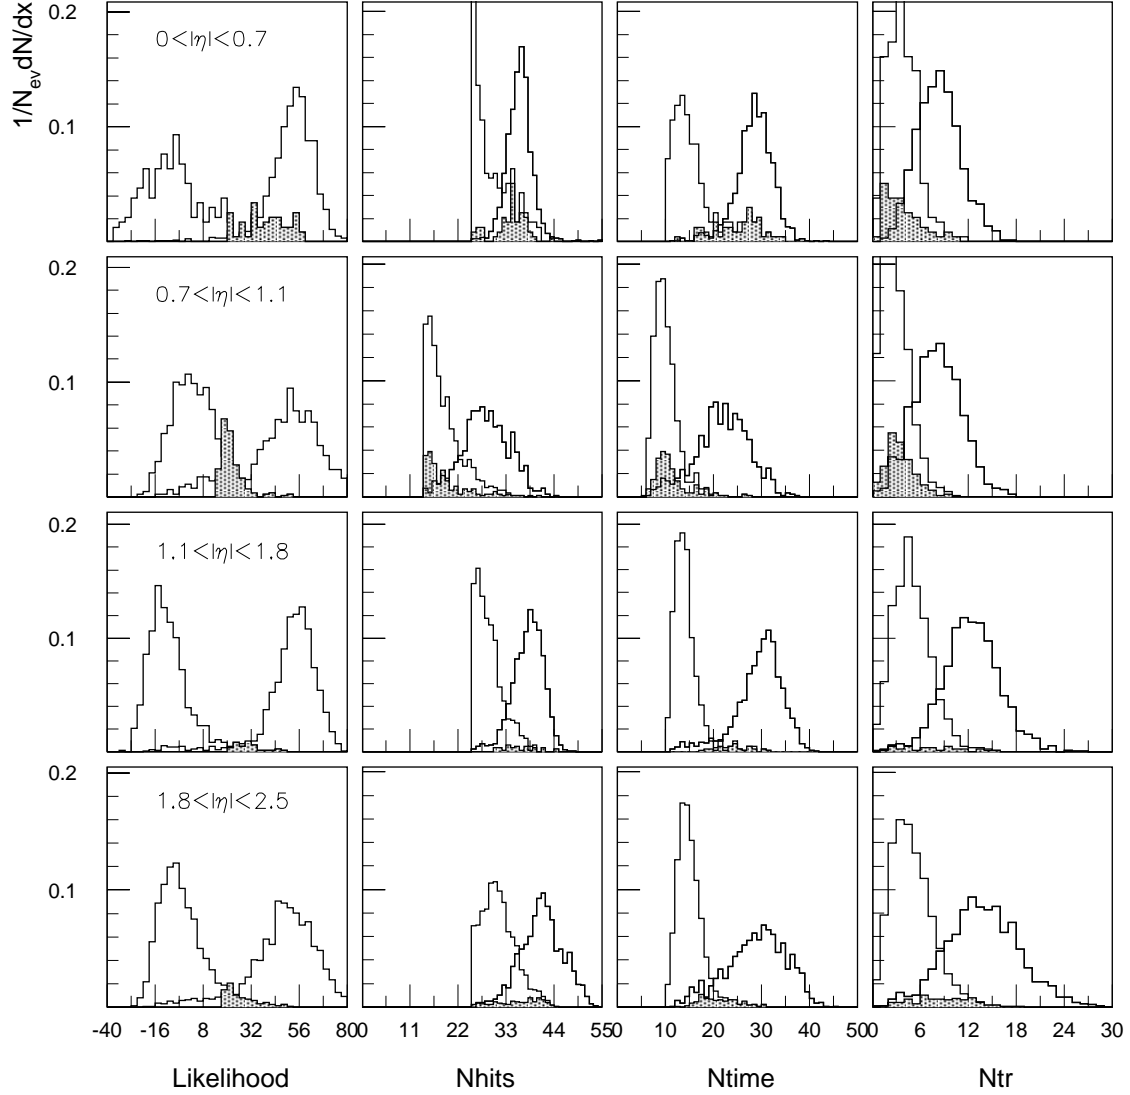 1/N_ev dN/dx
0.2
0<|η|<0.7
0.1
0.2
0.7<|η|<1.1
0.1
0.2
1.1<|η|<1.8
0.1
0.2
1.8<|η|<2.5
0.1
-40 -16 8 32 56 80 0 11 22 33 44 55 0 10 20 30 40 50 0 6 12 18 24 30
Likelihood Nhits Ntime Ntr